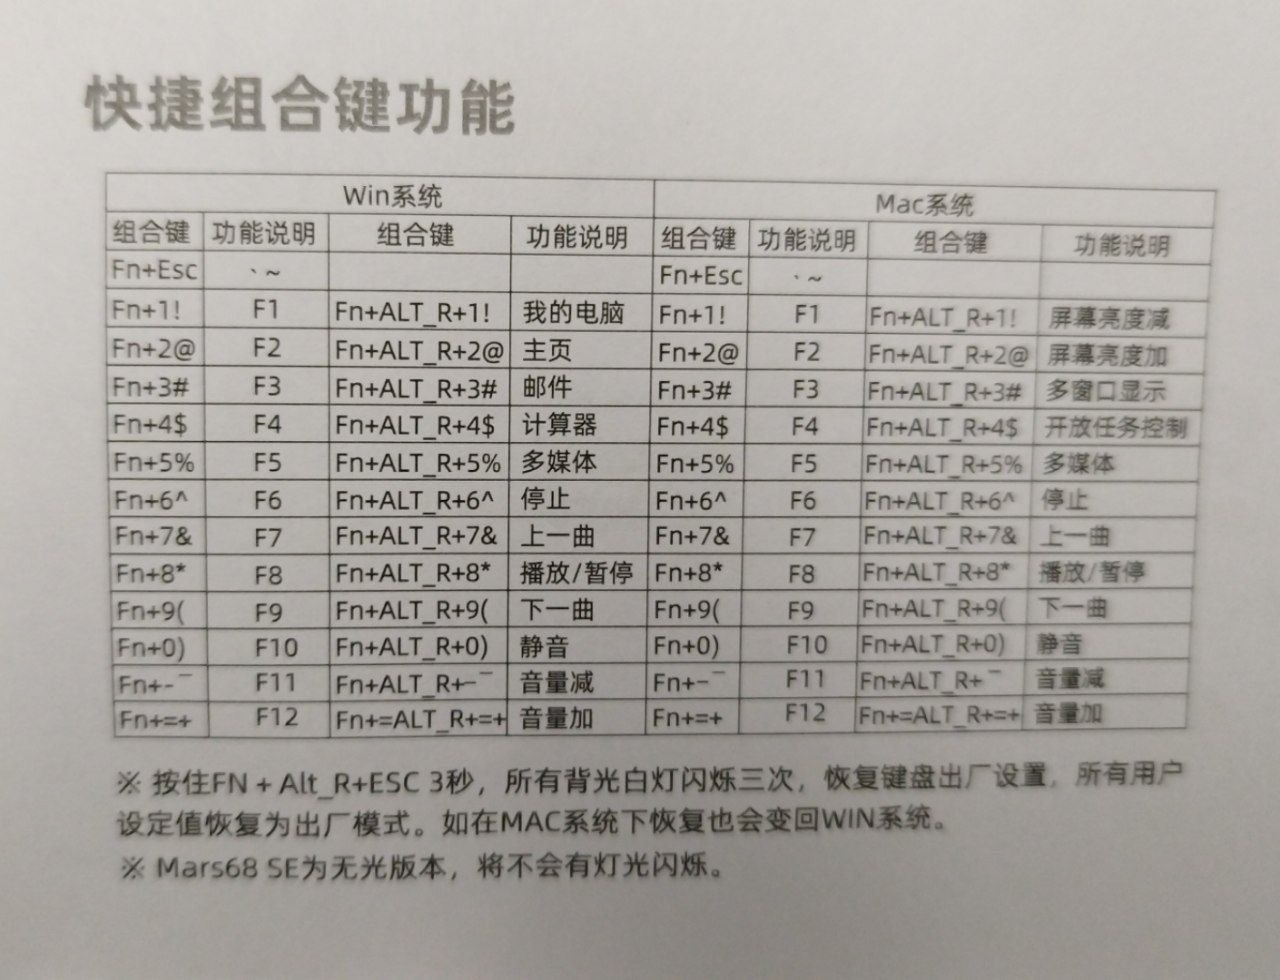 快捷组合键功能
Win系统 Mac系统
组合键 功能说明 组合键 功能说明 组合键 功能说明 组合键 功能说明
Fn+Esc `~ Fn+Esc `~
Fn+1! F1 Fn+ALT_R+1! 我的电脑 Fn+1! F1 Fn+ALT_R+1! 屏幕亮度减
Fn+2@ F2 Fn+ALT_R+2@ 主页 Fn+2@ F2 Fn+ALT_R+2@ 屏幕亮度加
Fn+3# F3 Fn+ALT_R+3# 邮件 Fn+3# F3 Fn+ALT_R+3# 多窗口显示
Fn+4$ F4 Fn+ALT_R+4$ 计算器 Fn+4$ F4 Fn+ALT_R+4$ 开放任务控制
Fn+5% F5 Fn+ALT_R+5% 多媒体 Fn+5% F5 Fn+ALT_R+5% 多媒体
Fn+6^ F6 Fn+ALT_R+6^ 停止 Fn+6^ F6 Fn+ALT_R+6^ 停止
Fn+7& F7 Fn+ALT_R+7& 上一曲 Fn+7& F7 Fn+ALT_R+7& 上一曲
Fn+8* F8 Fn+ALT_R+8* 播放/暂停 Fn+8* F8 Fn+ALT_R+8* 播放/暂停
Fn+9( F9 Fn+ALT_R+9( 下一曲 Fn+9( F9 Fn+ALT_R+9( 下一曲
Fn+0) F10 Fn+ALT_R+0) 静音 Fn+0) F10 Fn+ALT_R+0) 静音
Fn+-¯ F11 Fn+ALT_R+-¯ 音量减 Fn+-¯ F11 Fn+ALT_R+¯ 音量减
Fn+=+ F12 Fn+=ALT_R+=+ 音量加 Fn+=+ F12 Fn+=ALT_R+=+ 音量加
※ 按住FN + Alt_R+ESC 3秒，所有背光白灯闪烁三次，恢复键盘出厂设置，所有用户
设定值恢复为出厂模式。如在MAC系统下恢复也会变回WIN系统。
※ Mars68 SE为无光版本，将不会有灯光闪烁。